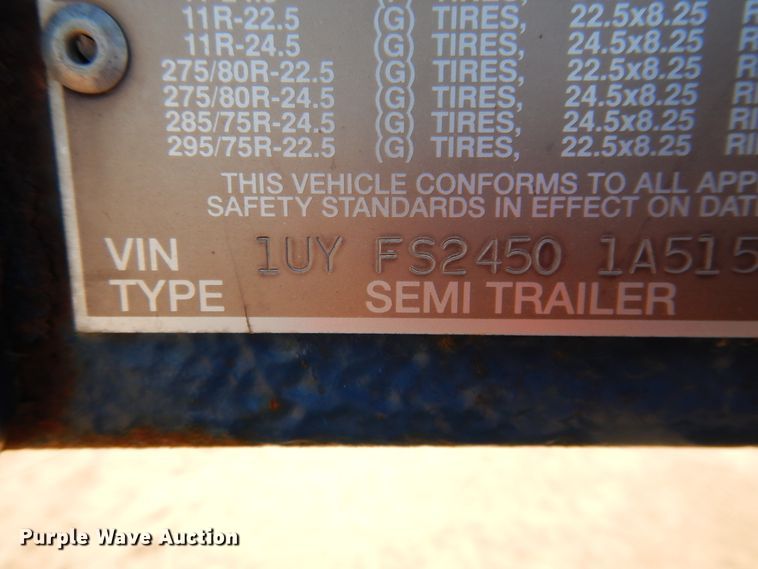 11R-22.5 (G) TIRES, 22.5x8.25
11R-24.5 (G) TIRES, 24.5x8.25
275/80R-22.5 (G) TIRES, 22.5x8.25
275/80R-24.5 (G) TIRES, 24.5x8.25
285/75R-24.5 (G) TIRES, 24.5x8.25
295/75R-22.5 (G) TIRES, 22.5x8.25
THIS VEHICLE CONFORMS TO ALL APP
SAFETY STANDARDS IN EFFECT ON DAT
VIN 1UY FS2450 1A515
TYPE SEMI TRAILER
Purple Wave Auction